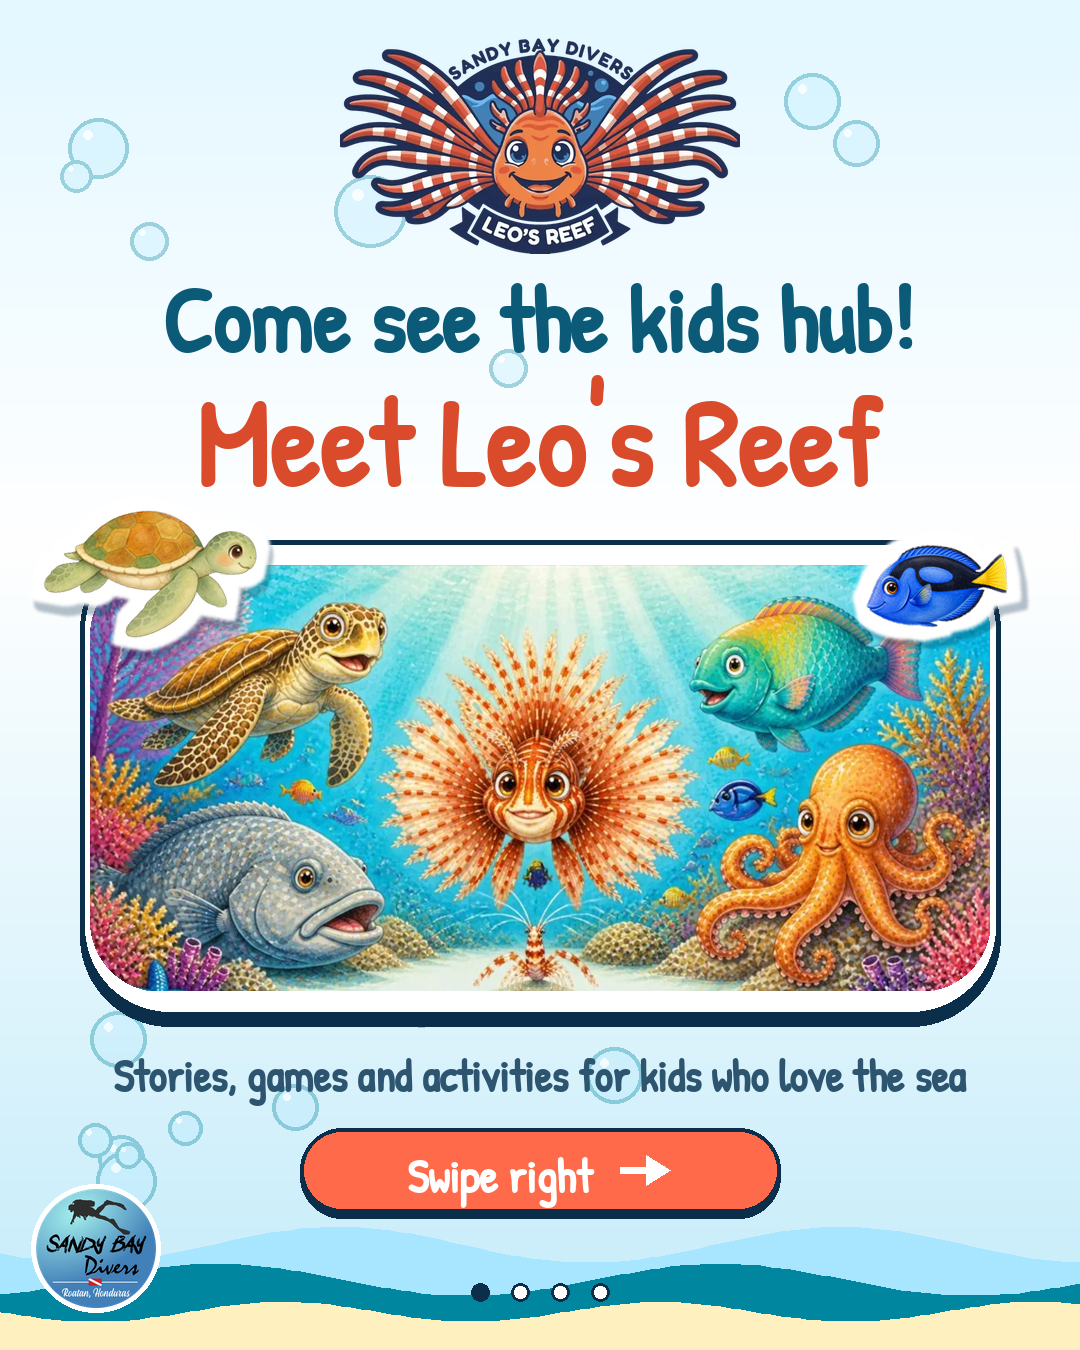 SANDY BAY DIVERS
LEO'S REEF
Come see the kids hub!
Meet Leo's Reef
Stories, games and activities for kids who love the sea
Swipe right
SANDY BAY
Divers
Roatan, Honduras